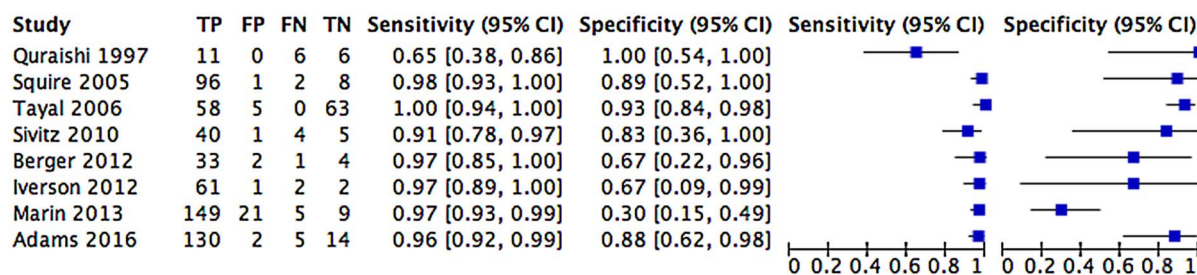 Study TP FP FN TN Sensitivity (95% CI) Specificity (95% CI) Sensitivity (95% CI) Specificity (95% CI)
Quraishi 1997 11 0 6 6 0.65 [0.38, 0.86] 1.00 [0.54, 1.00]
Squire 2005 96 1 2 8 0.98 [0.93, 1.00] 0.89 [0.52, 1.00]
Tayal 2006 58 5 0 63 1.00 [0.94, 1.00] 0.93 [0.84, 0.98]
Sivitz 2010 40 1 4 5 0.91 [0.78, 0.97] 0.83 [0.36, 1.00]
Berger 2012 33 2 1 4 0.97 [0.85, 1.00] 0.67 [0.22, 0.96]
Iverson 2012 61 1 2 2 0.97 [0.89, 1.00] 0.67 [0.09, 0.99]
Marin 2013 149 21 5 9 0.97 [0.93, 0.99] 0.30 [0.15, 0.49]
Adams 2016 130 2 5 14 0.96 [0.92, 0.99] 0.88 [0.62, 0.98]
0 0.2 0.4 0.6 0.8 1 0 0.2 0.4 0.6 0.8 1